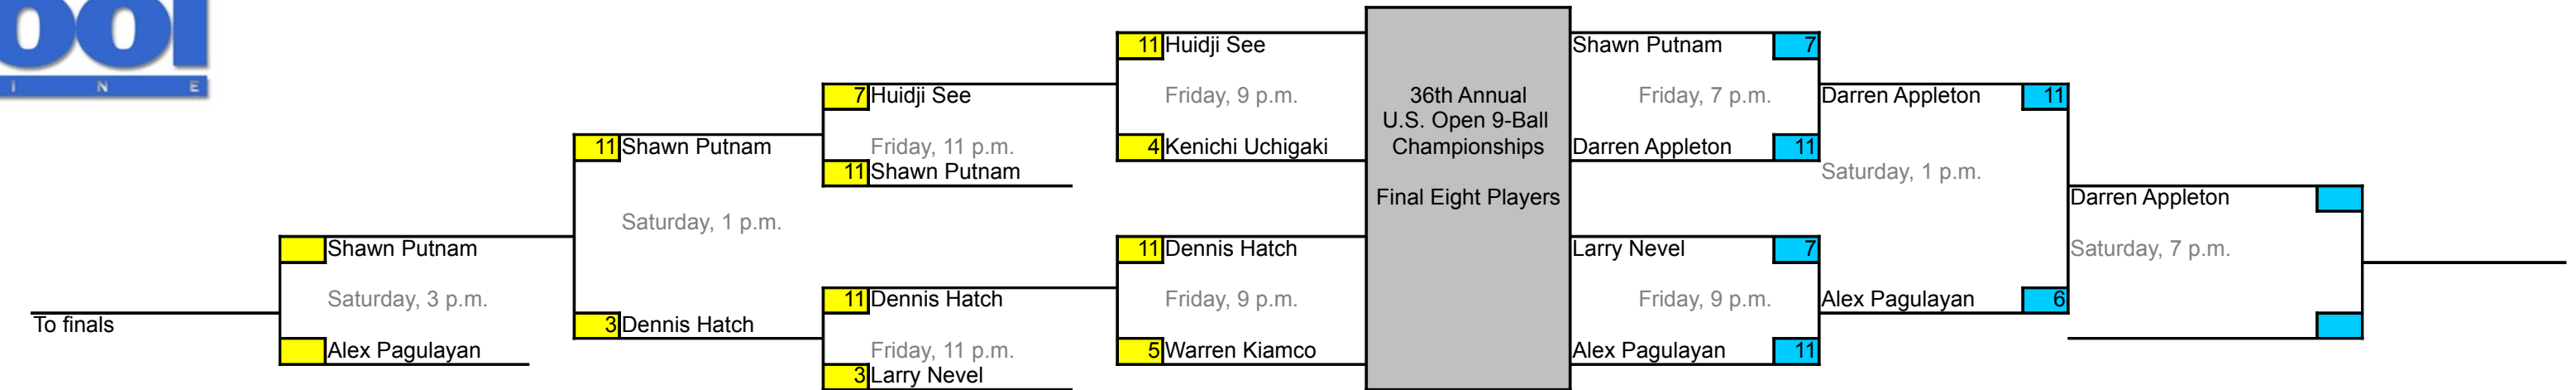 ool
I N E
11 Huidji See
Shawn Putnam 7
7 Huidji See
Friday, 9 p.m.
36th Annual
Friday, 7 p.m.
Darren Appleton 11
U.S. Open 9-Ball
11 Shawn Putnam
Friday, 11 p.m.
4 Kenichi Uchigaki
Championships
Darren Appleton 11
11 Shawn Putnam
Saturday, 1 p.m.
Final Eight Players
Darren Appleton
Saturday, 1 p.m.
Shawn Putnam
11 Dennis Hatch
Larry Nevel 7
Saturday, 7 p.m.
Saturday, 3 p.m.
11 Dennis Hatch
Friday, 9 p.m.
Friday, 9 p.m.
Alex Pagulayan 6
To finals
3 Dennis Hatch
Alex Pagulayan
Friday, 11 p.m.
5 Warren Kiamco
Alex Pagulayan 11
3 Larry Nevel